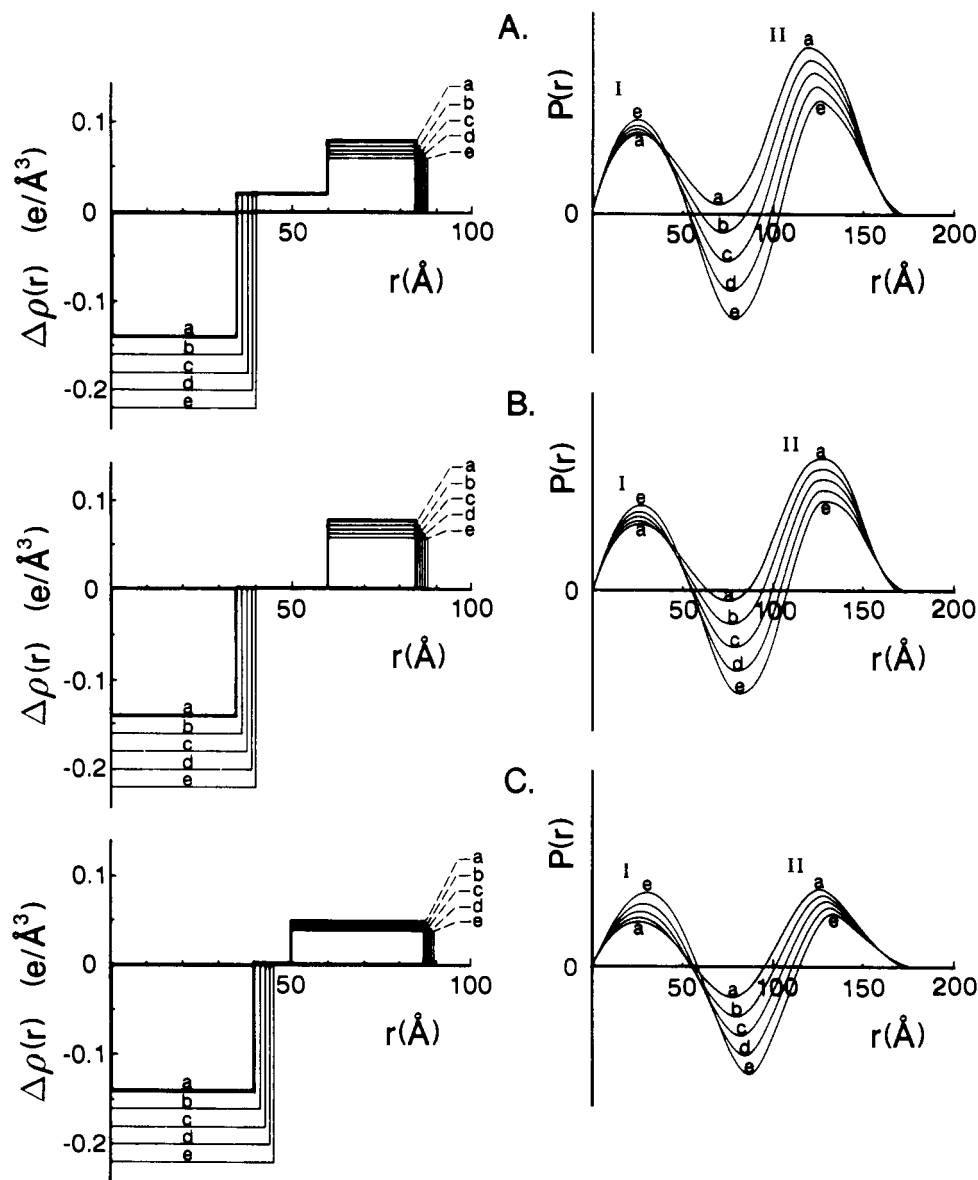 A.
Δρ(r) (e/Å³)
0.1
0
-0.1
-0.2
50
100
r(Å)
a
b
c
d
e
a
b
c
d
e
P(r)
0
50
100
150
200
r(Å)
I
II
e
a
a
e
a
b
c
d
e
B.
Δρ(r) (e/Å³)
0.1
0
-0.1
-0.2
50
100
r(Å)
a
b
c
d
e
a
b
c
d
e
P(r)
0
50
100
150
200
r(Å)
I
II
e
a
a
e
a
b
c
d
e
C.
Δρ(r) (e/Å³)
0.1
0
-0.1
-0.2
50
100
r(Å)
a
b
c
d
e
a
b
c
d
e
P(r)
0
50
100
150
200
r(Å)
I
II
e
a
a
e
a
b
c
d
e